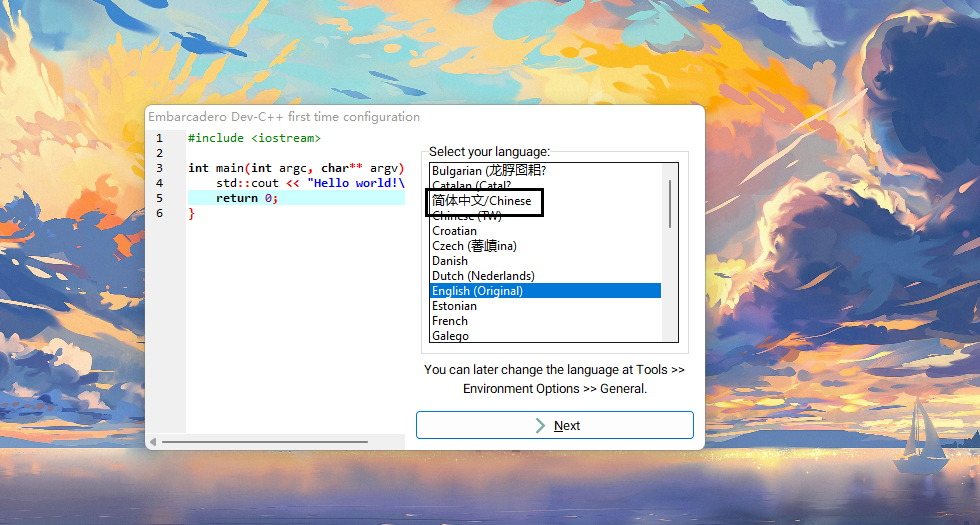 Embarcadero Dev-C++ first time configuration
1 #include <iostream>
2
3 int main(int argc, char** argv)
4 std::cout << "Hello world!\
5 return 0;
6 }
Select your language:
Bulgarian (龙脬囵耜?
Catalan (Catal?
简体中文/Chinese
Chinese (TW)
Croatian
Czech (蕃嵮ina)
Danish
Dutch (Nederlands)
English (Original)
Estonian
French
Galego
You can later change the language at Tools >>
Environment Options >> General.
Next